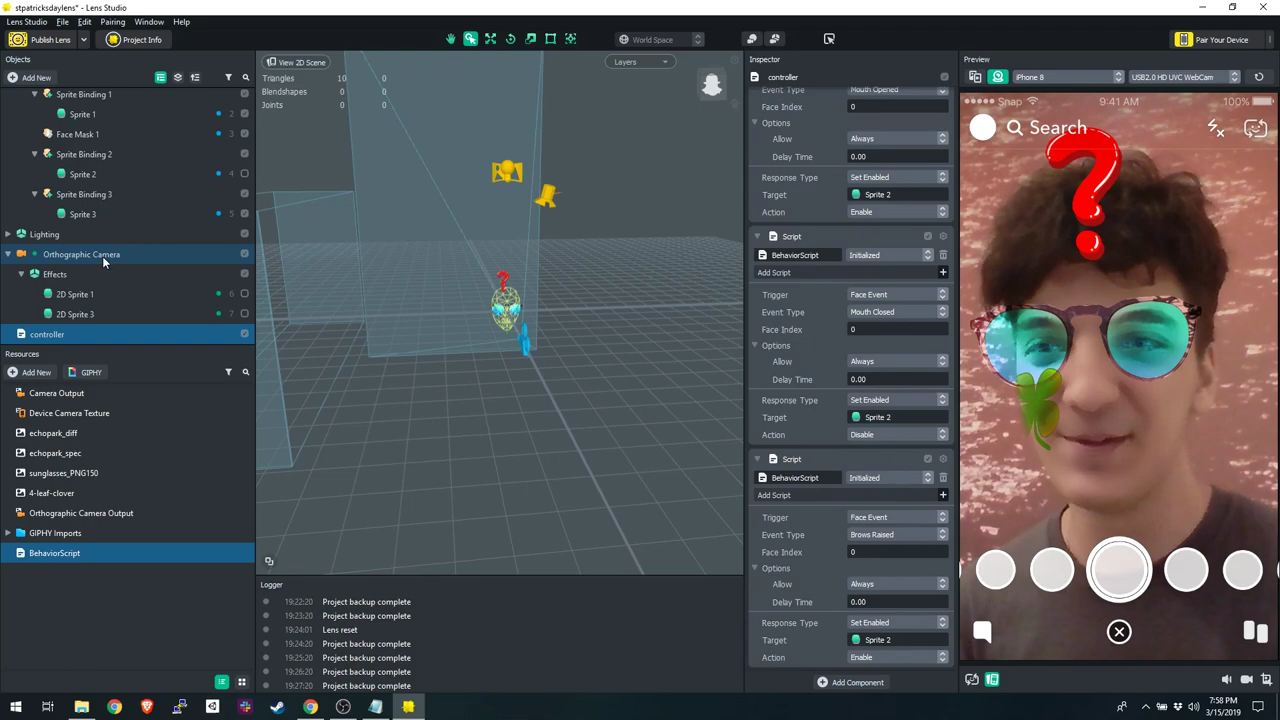 stpatricksdaylens* - Lens Studio
Lens Studio File Edit Pairing Window Help
Publish Lens Project Info World Space Pair Your Device
Objects
Add New
Sprite Binding 1
Sprite 1 2
Face Mask 1 3
Sprite Binding 2
Sprite 2 4
Sprite Binding 3
Sprite 3 5
Lighting
Orthographic Camera
Effects
2D Sprite 1 6
2D Sprite 3 7
controller
Resources
Add New GIPHY
Camera Output
Device Camera Texture
echopark_diff
echopark_spec
sunglasses_PNG150
4-leaf-clover
Orthographic Camera Output
GIPHY Imports
BehaviorScript
View 2D Scene Layers
Triangles 10 0
Blendshapes 0 0
Joints 0 0
Logger
19:22:20 Project backup complete
19:23:20 Project backup complete
19:24:01 Lens reset
19:24:20 Project backup complete
19:25:20 Project backup complete
19:26:20 Project backup complete
19:27:20 Project backup complete
Inspector
controller
Event Type Mouth Opened
Face Index 0
Options
Allow Always
Delay Time 0.00
Response Type Set Enabled
Target Sprite 2
Action Enable
Script
BehaviorScript Initialized
Add Script +
Trigger Face Event
Event Type Mouth Closed
Face Index 0
Options
Allow Always
Delay Time 0.00
Response Type Set Enabled
Target Sprite 2
Action Disable
Script
BehaviorScript Initialized
Add Script +
Trigger Face Event
Event Type Brows Raised
Face Index 0
Options
Allow Always
Delay Time 0.00
Response Type Set Enabled
Target Sprite 2
Action Enable
Add Component
Preview
iPhone 8 USB2.0 HD UVC WebCam
Snap 9:41 AM 100%
Search
?
7:58 PM
3/15/2019